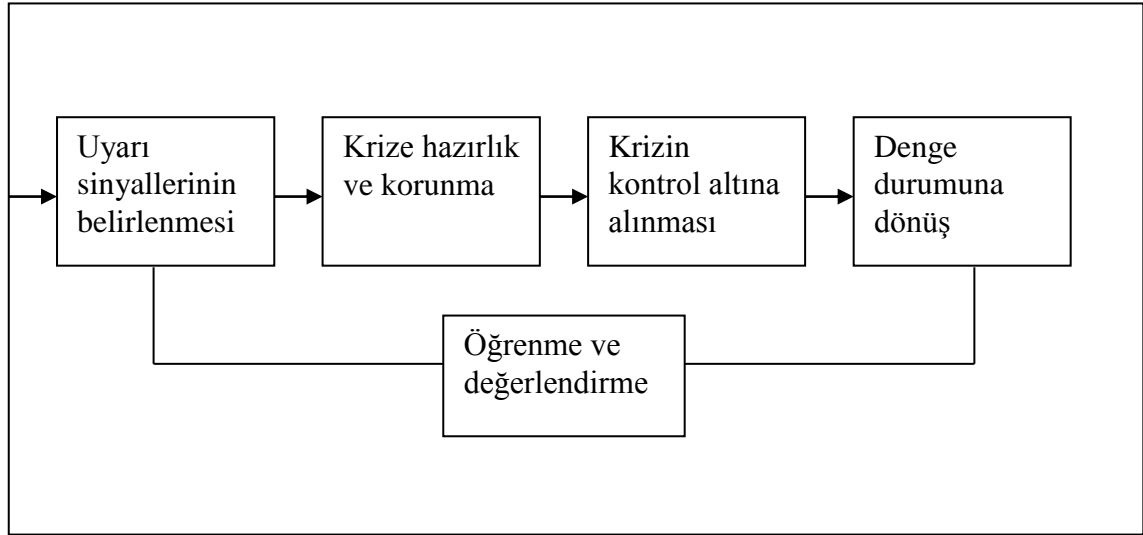 Uyarı
sinyallerinin
belirlenmesi
Krize hazırlık
ve korunma
Krizin
kontrol altına
alınması
Denge
durumuna
dönüş
Öğrenme ve
değerlendirme